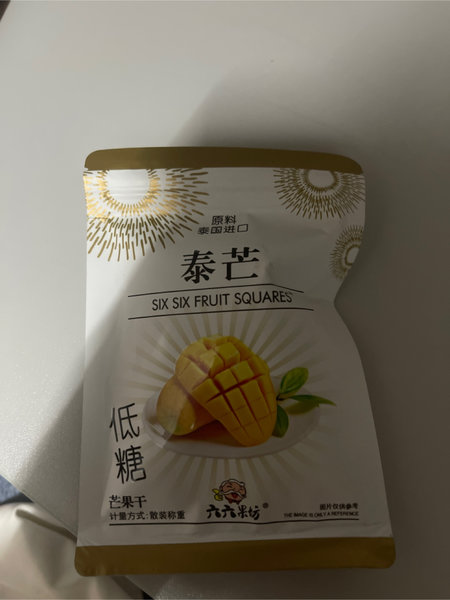 原料
泰国进口
泰芒
SIX SIX FRUIT SQUARES
低糖
芒果干
计量方式:散装称重
六六果坊®
图片仅供参考
THE IMAGE IS ONLY A REFERENCE